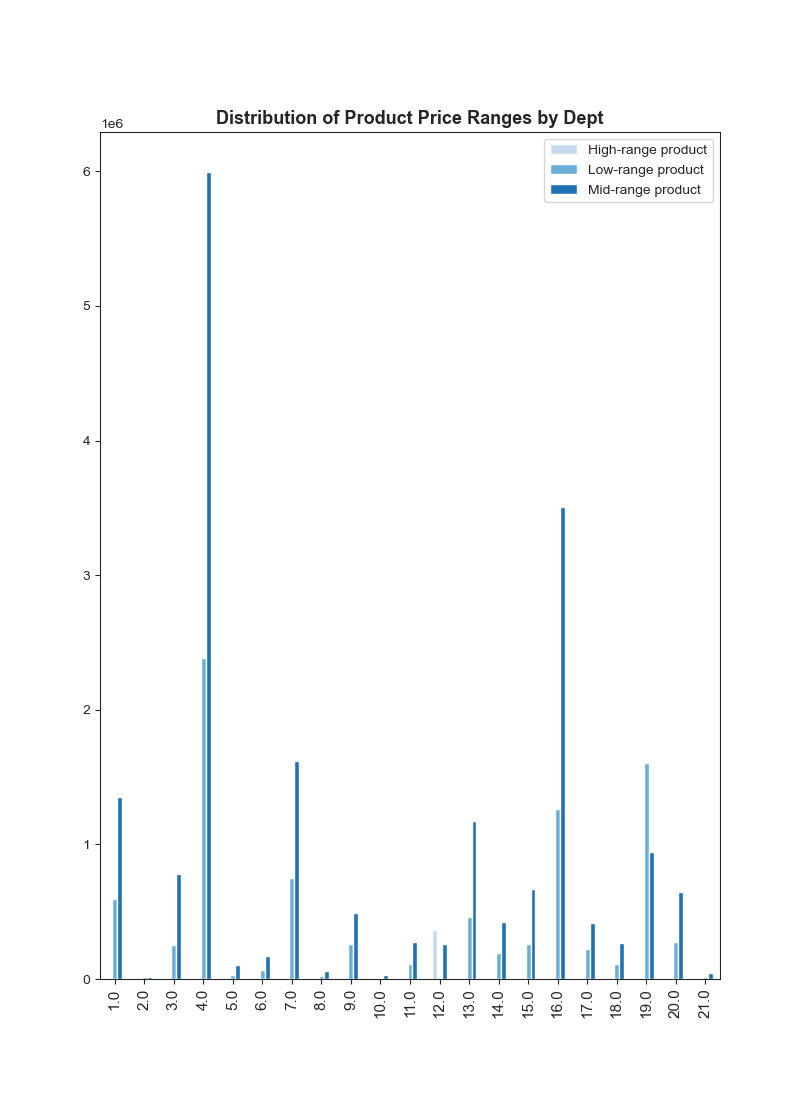 Distribution of Product Price Ranges by Dept
1e6
High-range product
Low-range product
Mid-range product
6
5
4
3
2
1
0
1.0 2.0 3.0 4.0 5.0 6.0 7.0 8.0 9.0 10.0 11.0 12.0 13.0 14.0 15.0 16.0 17.0 18.0 19.0 20.0 21.0